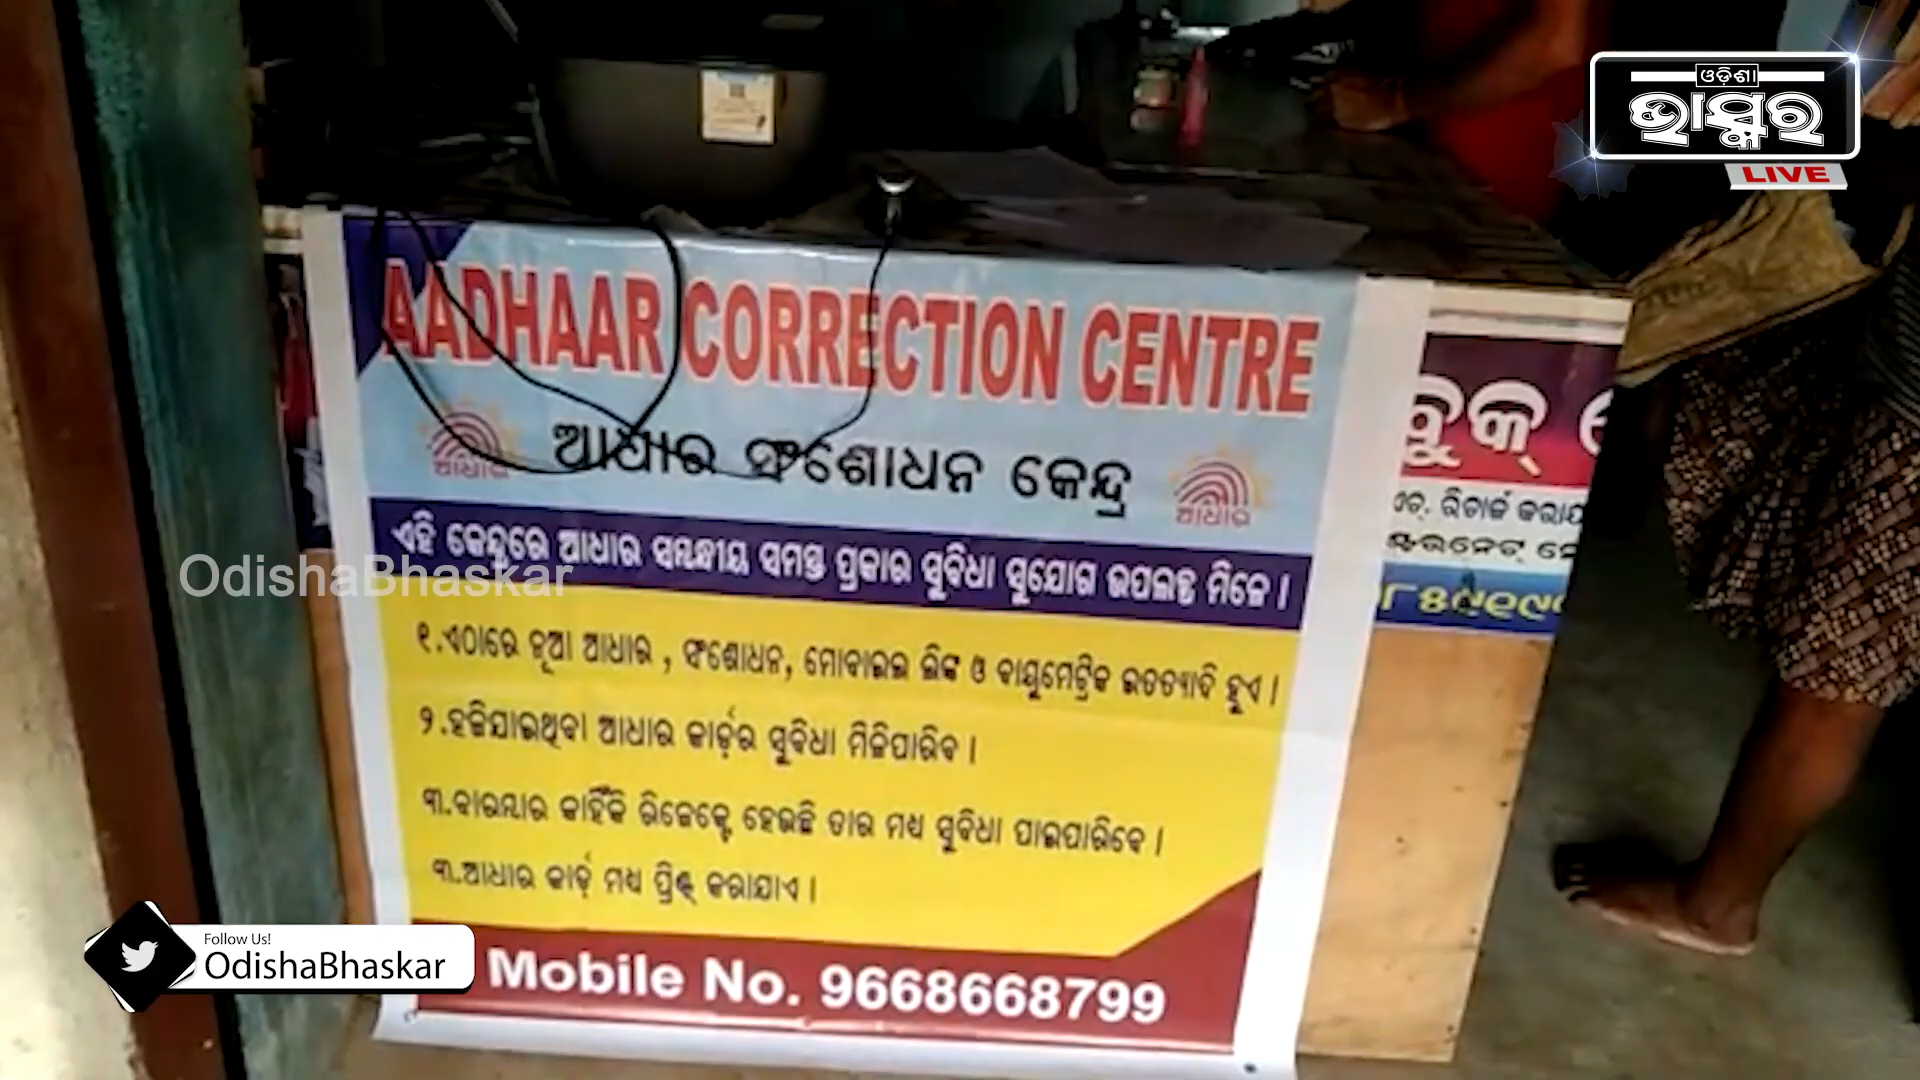 ଓଡ଼ିଶା
ଭାସ୍କର
LIVE
AADHAAR CORRECTION CENTRE
ଆଧାର ସଂଶୋଧନ କେନ୍ଦ୍ର
ଆଧାର
ଆଧାର
ଏହି କେନ୍ଦ୍ରରେ ଆଧାର ସମ୍ବନ୍ଧୀୟ ସମସ୍ତ ପ୍ରକାର ସୁବିଧା ସୁଯୋଗ ଉପଲବ୍ଧ ମିଳେ ।
୧.ଏଠାରେ ନୂଆ ଆଧାର , ସଂଶୋଧନ, ମୋବାଇଲ ଲିଙ୍କ ଓ ବାୟୁମେଟ୍ରିକ ଇତତ୍ୟାଦି ହୁଏ ।
୨.ହଜିଯାଇଥିବା ଆଧାର କାର୍ଡ଼ର ସୁବିଧା ମିଳିପାରିବ ।
୩.ବାରମ୍ବାର କାହିଁକି ରିଜେକ୍ଟ ହେଉଛି ତାର ମଧ୍ୟ ସୁବିଧା ପାଇପାରିବେ ।
୩.ଆଧାର କାର୍ଡ଼ ମଧ୍ୟ ପ୍ରିଣ୍ଟ୍ କରାଯାଏ ।
Mobile No. 9668668799
ରିଚାର୍ଜ
OdishaBhaskar
Follow Us!
OdishaBhaskar